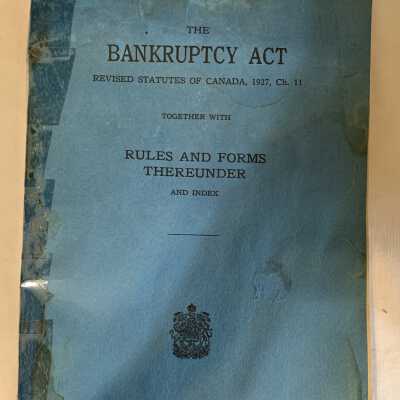 THE
BANKRUPTCY ACT
REVISED STATUTES OF CANADA, 1927, Ch. 11
TOGETHER WITH
RULES AND FORMS
THEREUNDER
AND INDEX